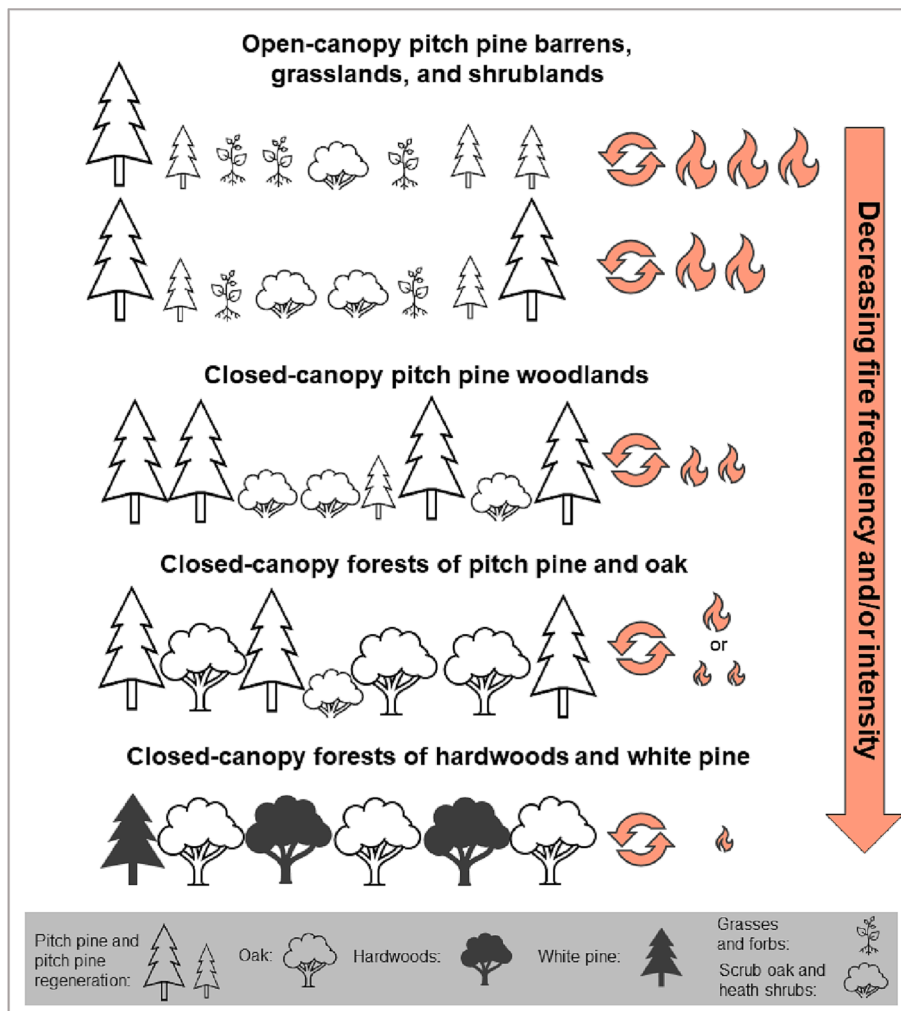 Open-canopy pitch pine barrens,
grasslands, and shrublands
Closed-canopy pitch pine woodlands
Closed-canopy forests of pitch pine and oak
or
Closed-canopy forests of hardwoods and white pine
Decreasing fire frequency and/or intensity
Pitch pine and
pitch pine
regeneration:
Oak:
Hardwoods:
White pine:
Grasses
and forbs:
Scrub oak and
heath shrubs: